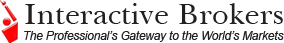 Interactive Brokers
The Professional's Gateway to the World's Markets